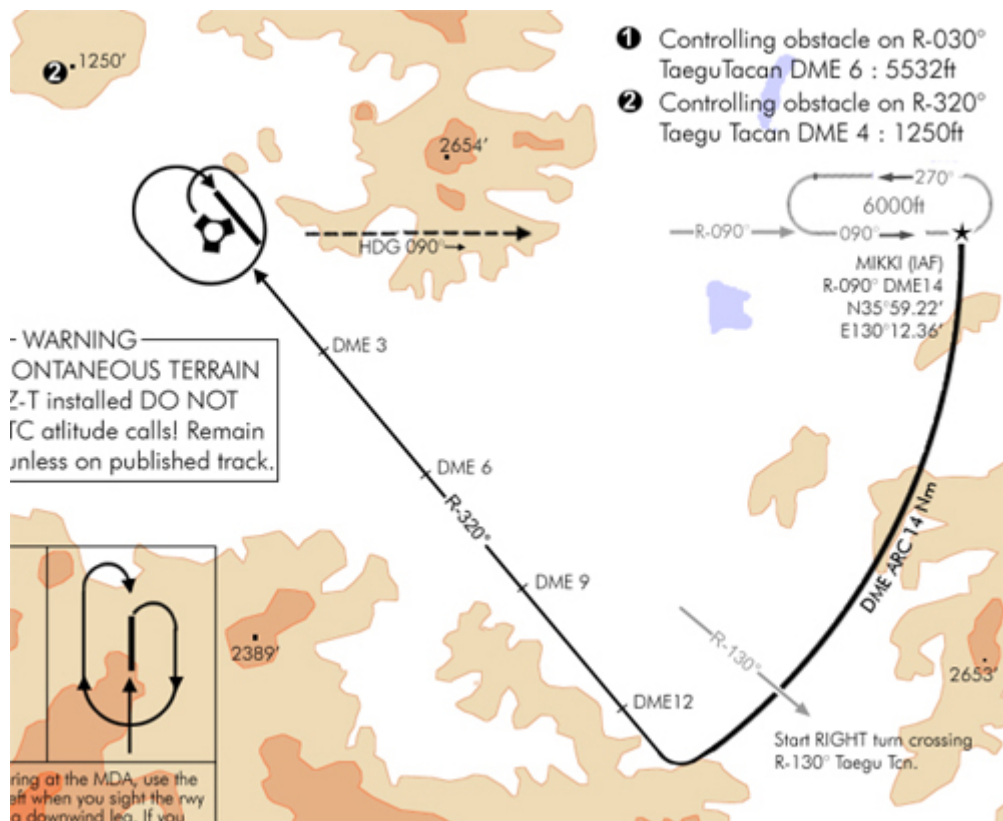 ❶ Controlling obstacle on R-030°
TaeguTacan DME 6 : 5532ft
❷ Controlling obstacle on R-320°
Taegu Tacan DME 4 : 1250ft
1250'
❷
2654'
270°
6000ft
R-090°
090°
HDG 090°
MIKKI (IAF)
R-090° DME14
N35°59.22'
E130°12.36'
WARNING
ONTANEOUS TERRAIN
Z-T installed DO NOT
TC atlitude calls! Remain
unless on published track.
DME 3
DME 6
R-320°
DME 9
DME12
DME ARC 14 Nm
R-130°
2389'
2653'
Start RIGHT turn crossing
R-130° Taegu Tcn.
ring at the MDA, use the
eft when you sight the rwy
downwind leg. If you